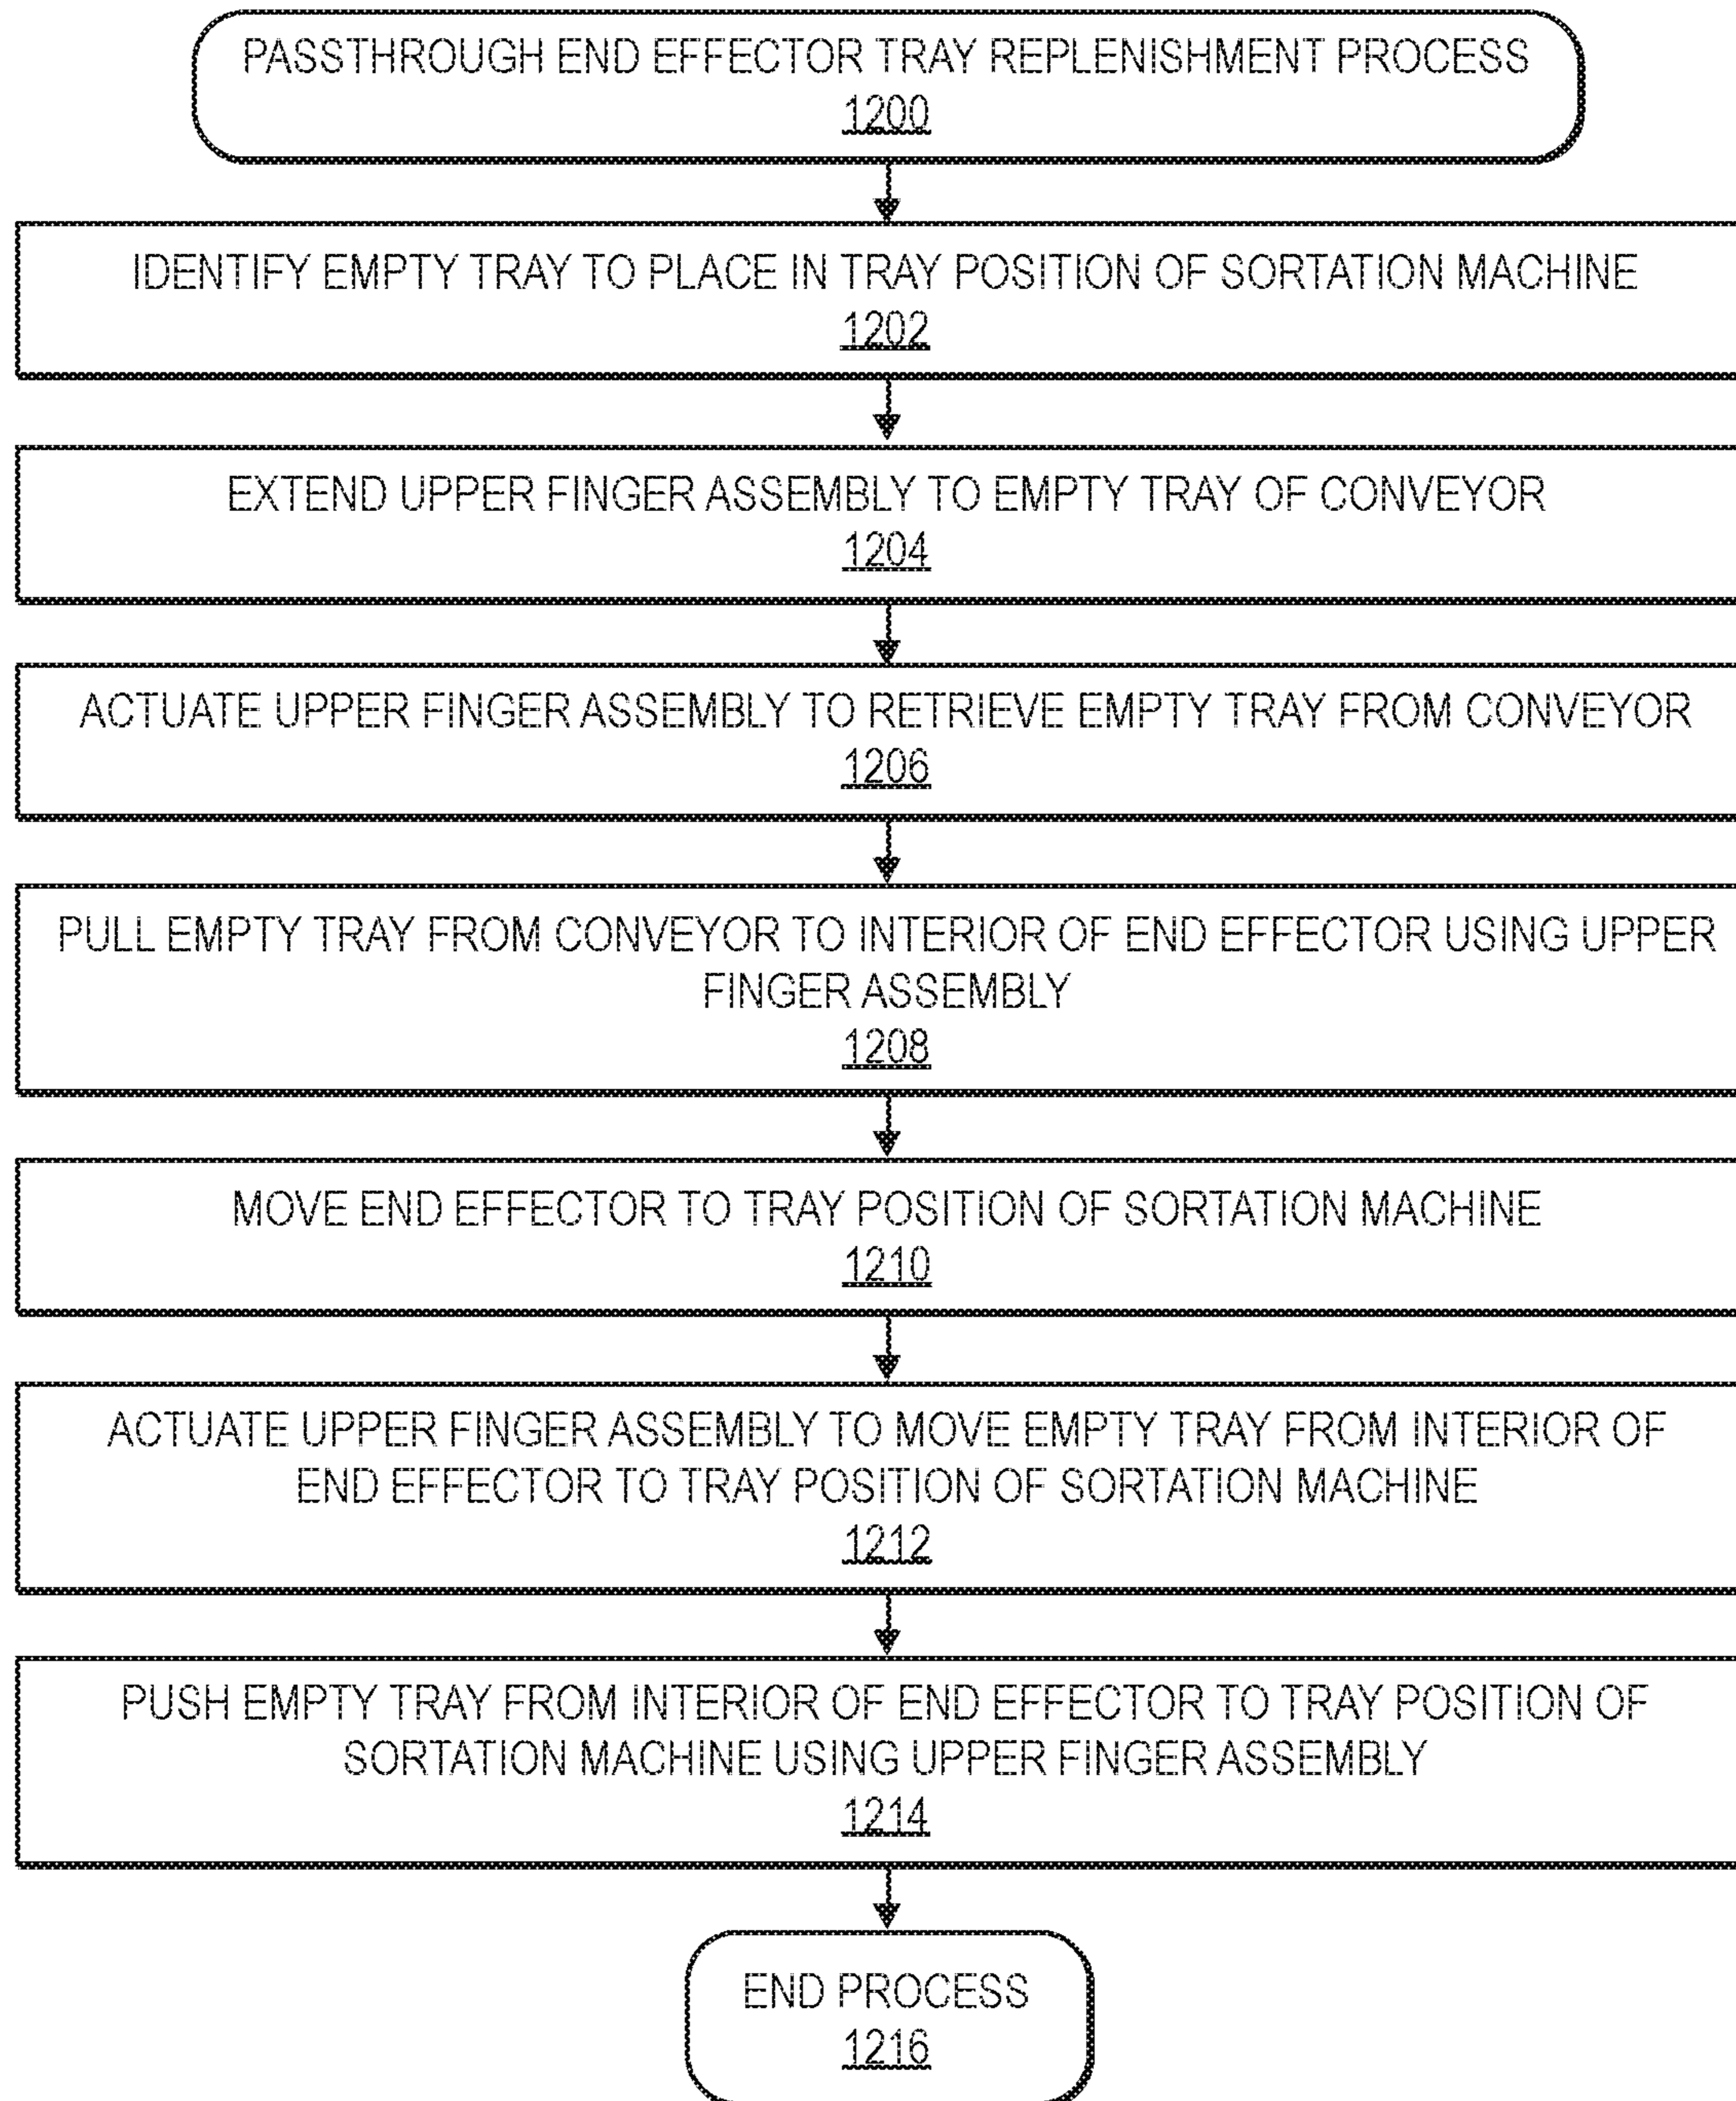 PASSTHROUGH END EFFECTOR TRAY REPLENISHMENT PROCESS
1200
IDENTIFY EMPTY TRAY TO PLACE IN TRAY POSITION OF SORTATION MACHINE
1202
EXTEND UPPER FINGER ASSEMBLY TO EMPTY TRAY OF CONVEYOR
1204
ACTUATE UPPER FINGER ASSEMBLY TO RETRIEVE EMPTY TRAY FROM CONVEYOR
1206
PULL EMPTY TRAY FROM CONVEYOR TO INTERIOR OF END EFFECTOR USING UPPER
FINGER ASSEMBLY
1208
MOVE END EFFECTOR TO TRAY POSITION OF SORTATION MACHINE
1210
ACTUATE UPPER FINGER ASSEMBLY TO MOVE EMPTY TRAY FROM INTERIOR OF
END EFFECTOR TO TRAY POSITION OF SORTATION MACHINE
1212
PUSH EMPTY TRAY FROM INTERIOR OF END EFFECTOR TO TRAY POSITION OF
SORTATION MACHINE USING UPPER FINGER ASSEMBLY
1214
END PROCESS
1216